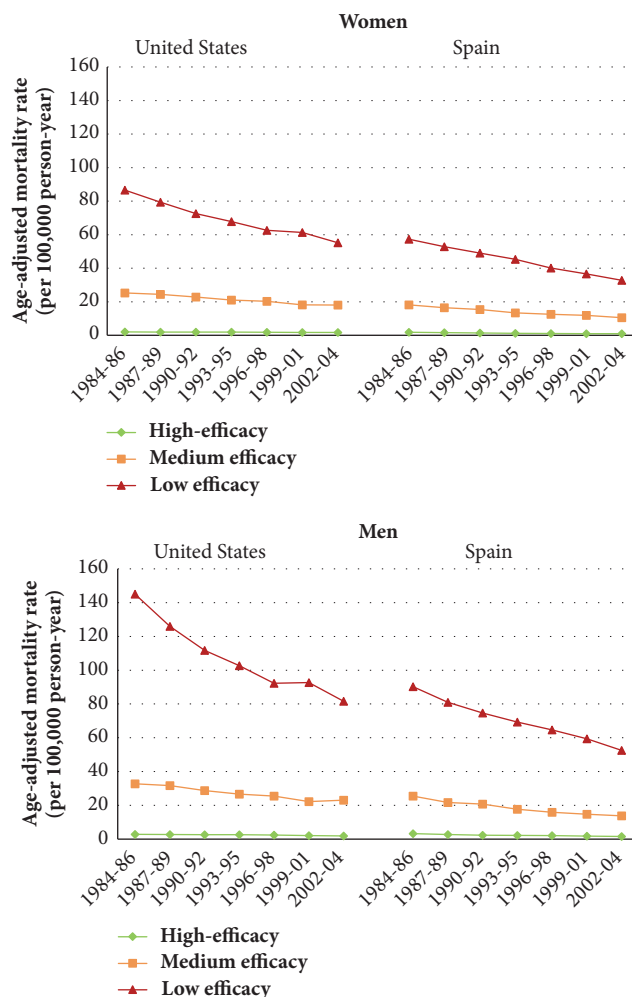 Women
United States Spain
Age-adjusted mortality rate
(per 100,000 person-year)
160
140
120
100
80
60
40
20
0
1984-86 1987-89 1990-92 1993-95 1996-98 1999-01 2002-04 1984-86 1987-89 1990-92 1993-95 1996-98 1999-01 2002-04
High-efficacy
Medium efficacy
Low efficacy
Men
United States Spain
Age-adjusted mortality rate
(per 100,000 person-year)
160
140
120
100
80
60
40
20
0
1984-86 1987-89 1990-92 1993-95 1996-98 1999-01 2002-04 1984-86 1987-89 1990-92 1993-95 1996-98 1999-01 2002-04
High-efficacy
Medium efficacy
Low efficacy